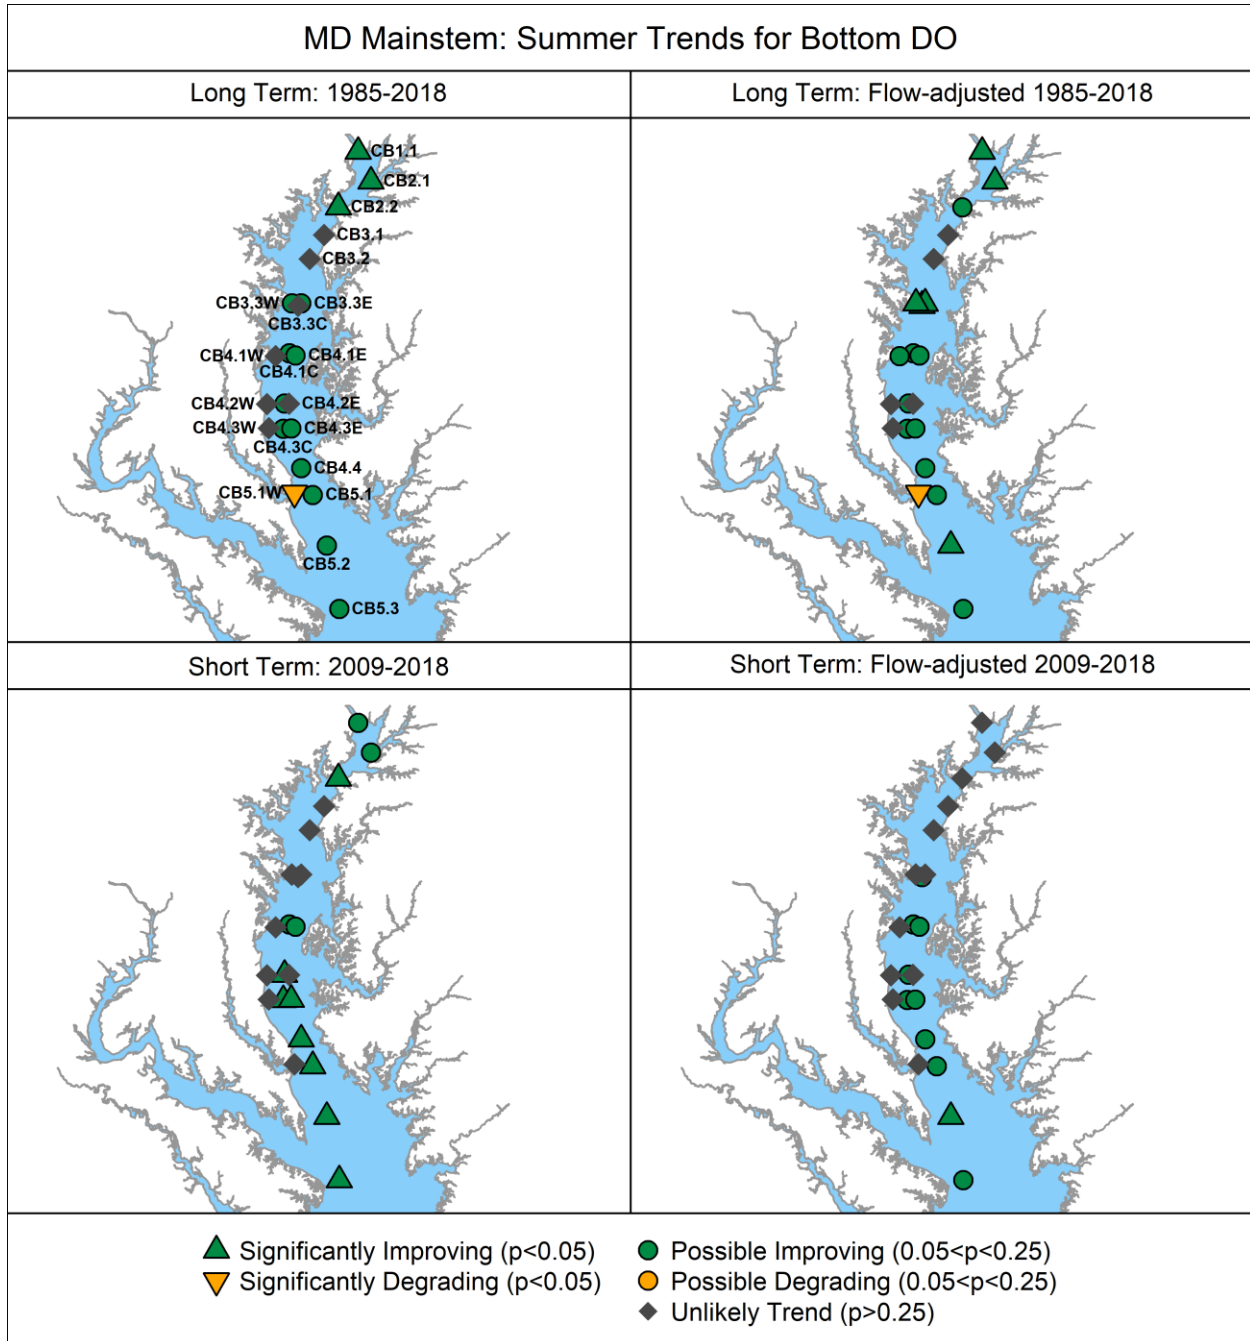 MD Mainstem: Summer Trends for Bottom DO
Long Term: 1985-2018
Long Term: Flow-adjusted 1985-2018
CB1.1
CB2.1
CB2.2
CB3.1
CB3.2
CB3.3W
CB3.3E
CB3.3C
CB4.1W
CB4.1E
CB4.1C
CB4.2W
CB4.2E
CB4.3W
CB4.3E
CB4.3C
CB4.4
CB5.1W
CB5.1
CB5.2
CB5.3
Short Term: 2009-2018
Short Term: Flow-adjusted 2009-2018
Significantly Improving (p<0.05)
Possible Improving (0.05<p<0.25)
Significantly Degrading (p<0.05)
Possible Degrading (0.05<p<0.25)
Unlikely Trend (p>0.25)